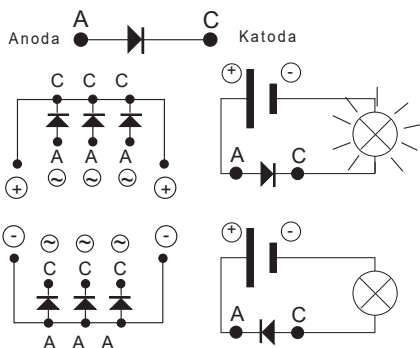 A C
Anoda Katoda
C C C
A A A
~ ~ ~
+ +
+ -
A C
- ~ ~ ~ -
C C C
A A A
+ -
A C